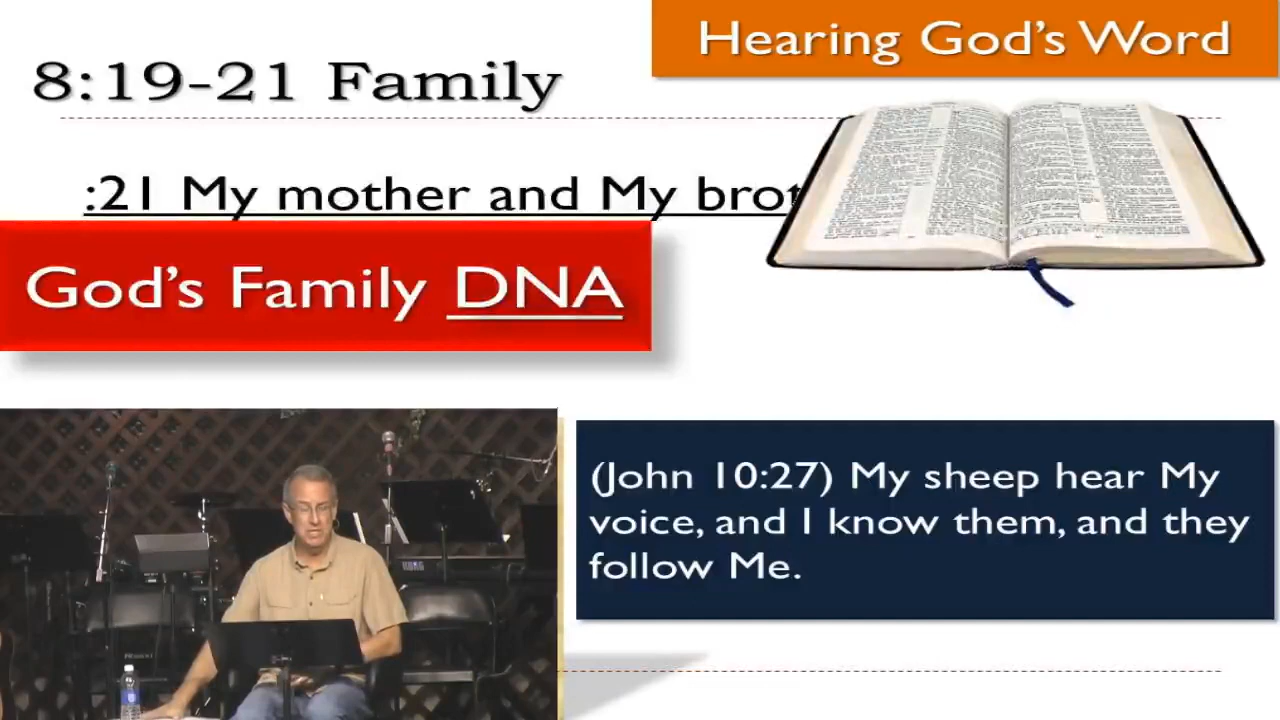 Hearing God's Word
8:19-21 Family
:21 My mother and My brot
God's Family DNA
(John 10:27) My sheep hear My
voice, and I know them, and they
follow Me.
KORG